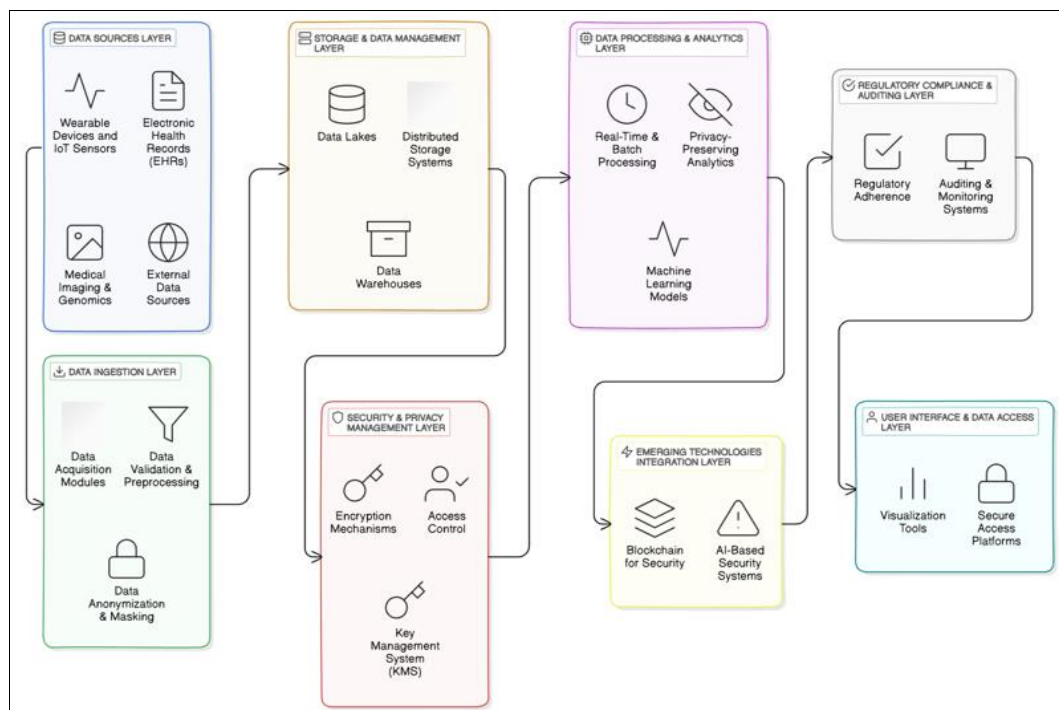 DATA SOURCES LAYER
Wearable
Devices and
IoT Sensors
Electronic
Health
Records
(EHRs)
Medical
Imaging &
Genomics
External
Data
Sources
DATA INGESTION LAYER
Data
Acquisition
Modules
Data
Validation &
Preprocessing
Data
Anonymization
& Masking
STORAGE & DATA MANAGEMENT
LAYER
Data Lakes
Distributed
Storage
Systems
Data
Warehouses
SECURITY & PRIVACY
MANAGEMENT LAYER
Encryption
Mechanisms
Access
Control
Key
Management
System
(KMS)
DATA PROCESSING & ANALYTICS
LAYER
Real-Time &
Batch
Processing
Privacy-
Preserving
Analytics
Machine
Learning
Models
EMERGING TECHNOLOGIES
INTEGRATION LAYER
Blockchain
for Security
AI-Based
Security
Systems
REGULATORY COMPLIANCE &
AUDITING LAYER
Regulatory
Adherence
Auditing &
Monitoring
Systems
USER INTERFACE & DATA ACCESS
LAYER
Visualization
Tools
Secure
Access
Platforms